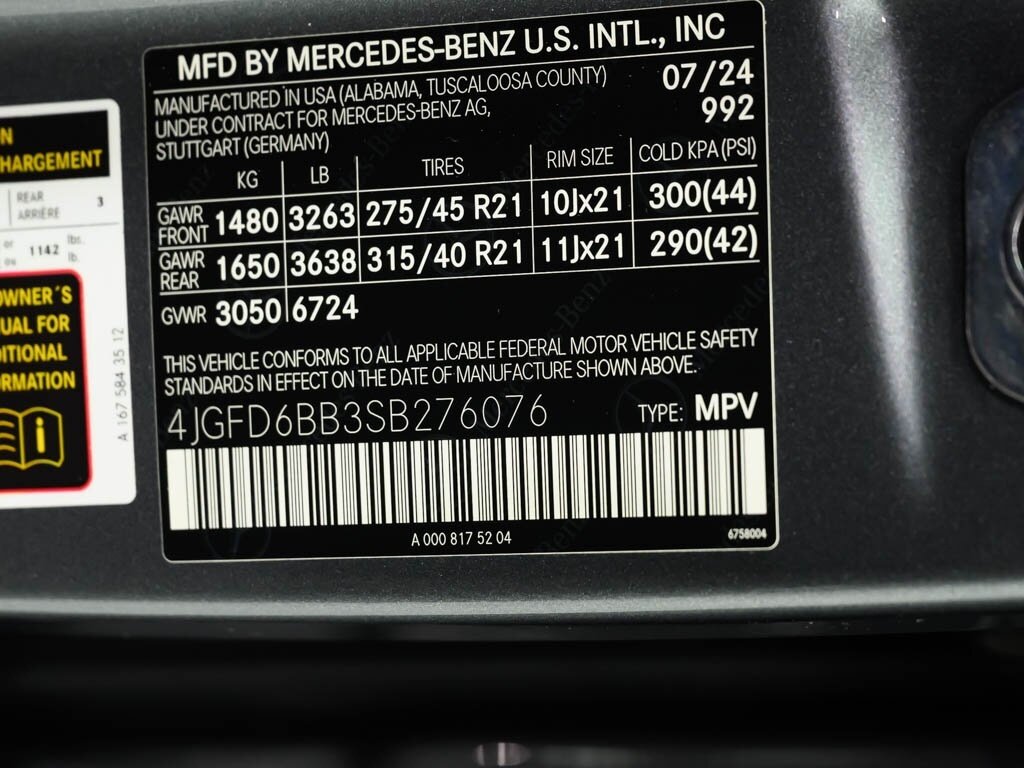 N
HARGEMENT
REAR
ARRIÈRE 3
or
ou 1142 lbs.
lb.
OWNER´S
UAL FOR
DITIONAL
ORMATION
A 167 584 35 12
MFD BY MERCEDES-BENZ U.S. INTL., INC
MANUFACTURED IN USA (ALABAMA, TUSCALOOSA COUNTY) 07/24
UNDER CONTRACT FOR MERCEDES-BENZ AG, 992
STUTTGART (GERMANY)
KG LB TIRES RIM SIZE COLD KPA (PSI)
GAWR FRONT 1480 3263 275/45 R21 10Jx21 300(44)
GAWR REAR 1650 3638 315/40 R21 11Jx21 290(42)
GVWR 3050 6724
THIS VEHICLE CONFORMS TO ALL APPLICABLE FEDERAL MOTOR VEHICLE SAFETY
STANDARDS IN EFFECT ON THE DATE OF MANUFACTURE SHOWN ABOVE.
4JGFD6BB3SB276076 TYPE: MPV
A 000 817 52 04 6758004